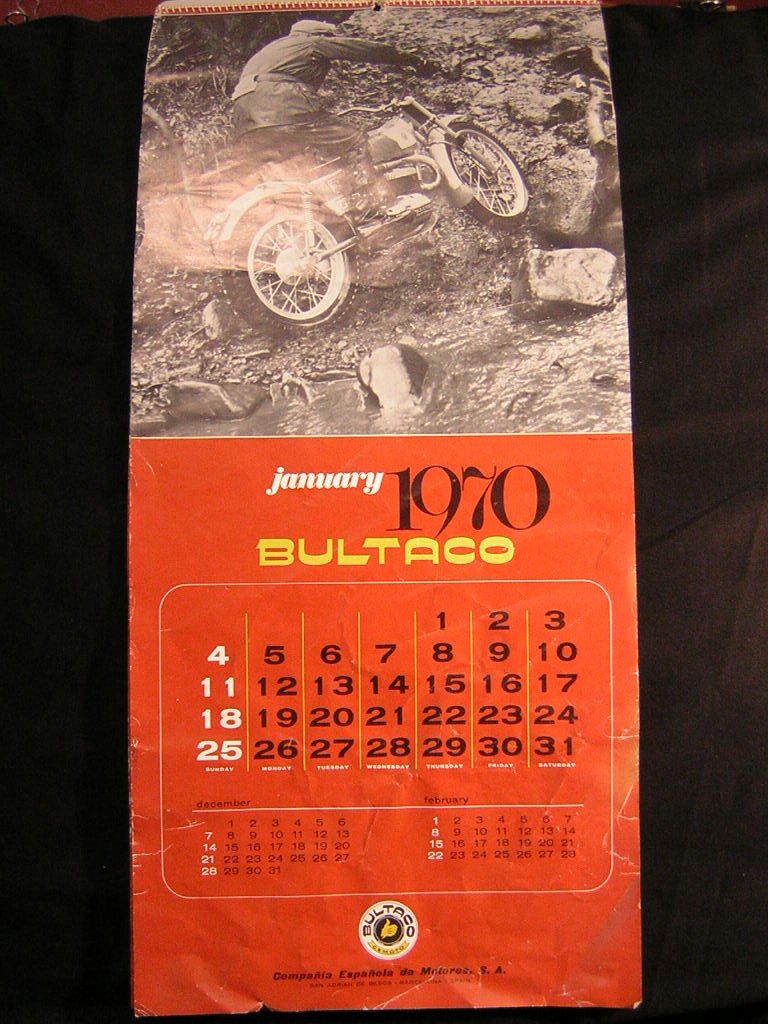 january 1970
BULTACO
1 2 3
4 5 6 7 8 9 10
11 12 13 14 15 16 17
18 19 20 21 22 23 24
25 26 27 28 29 30 31
SUNDAY MONDAY TUESDAY WEDNESDAY THURSDAY FRIDAY SATURDAY
december
1 2 3 4 5 6
7 8 9 10 11 12 13
14 15 16 17 18 19 20
21 22 23 24 25 26 27
28 29 30 31
february
1 2 3 4 5 6 7
8 9 10 11 12 13 14
15 16 17 18 19 20 21
22 23 24 25 26 27 28
BULTACO
CEMOTO
Compañia Española de Motores, S. A.
SAN ADRIAN DE BESOS - BARCELONA - SPAIN